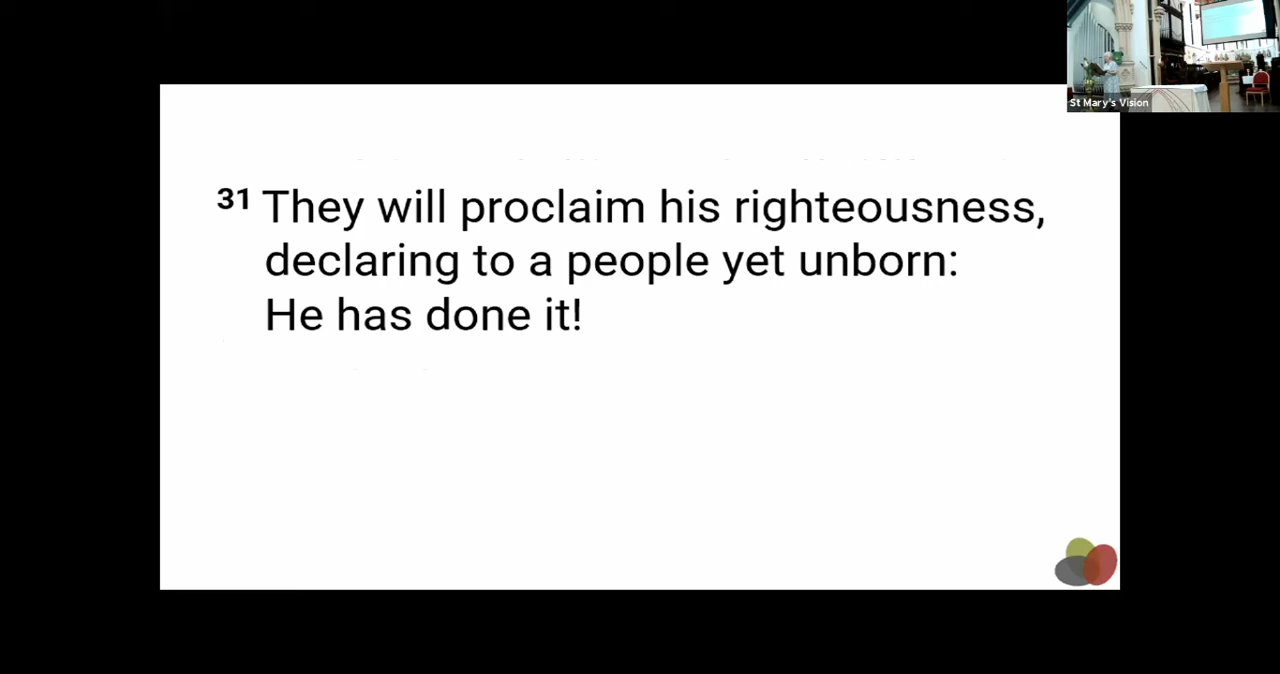 St Mary's Vision
31 They will proclaim his righteousness,
declaring to a people yet unborn:
He has done it!